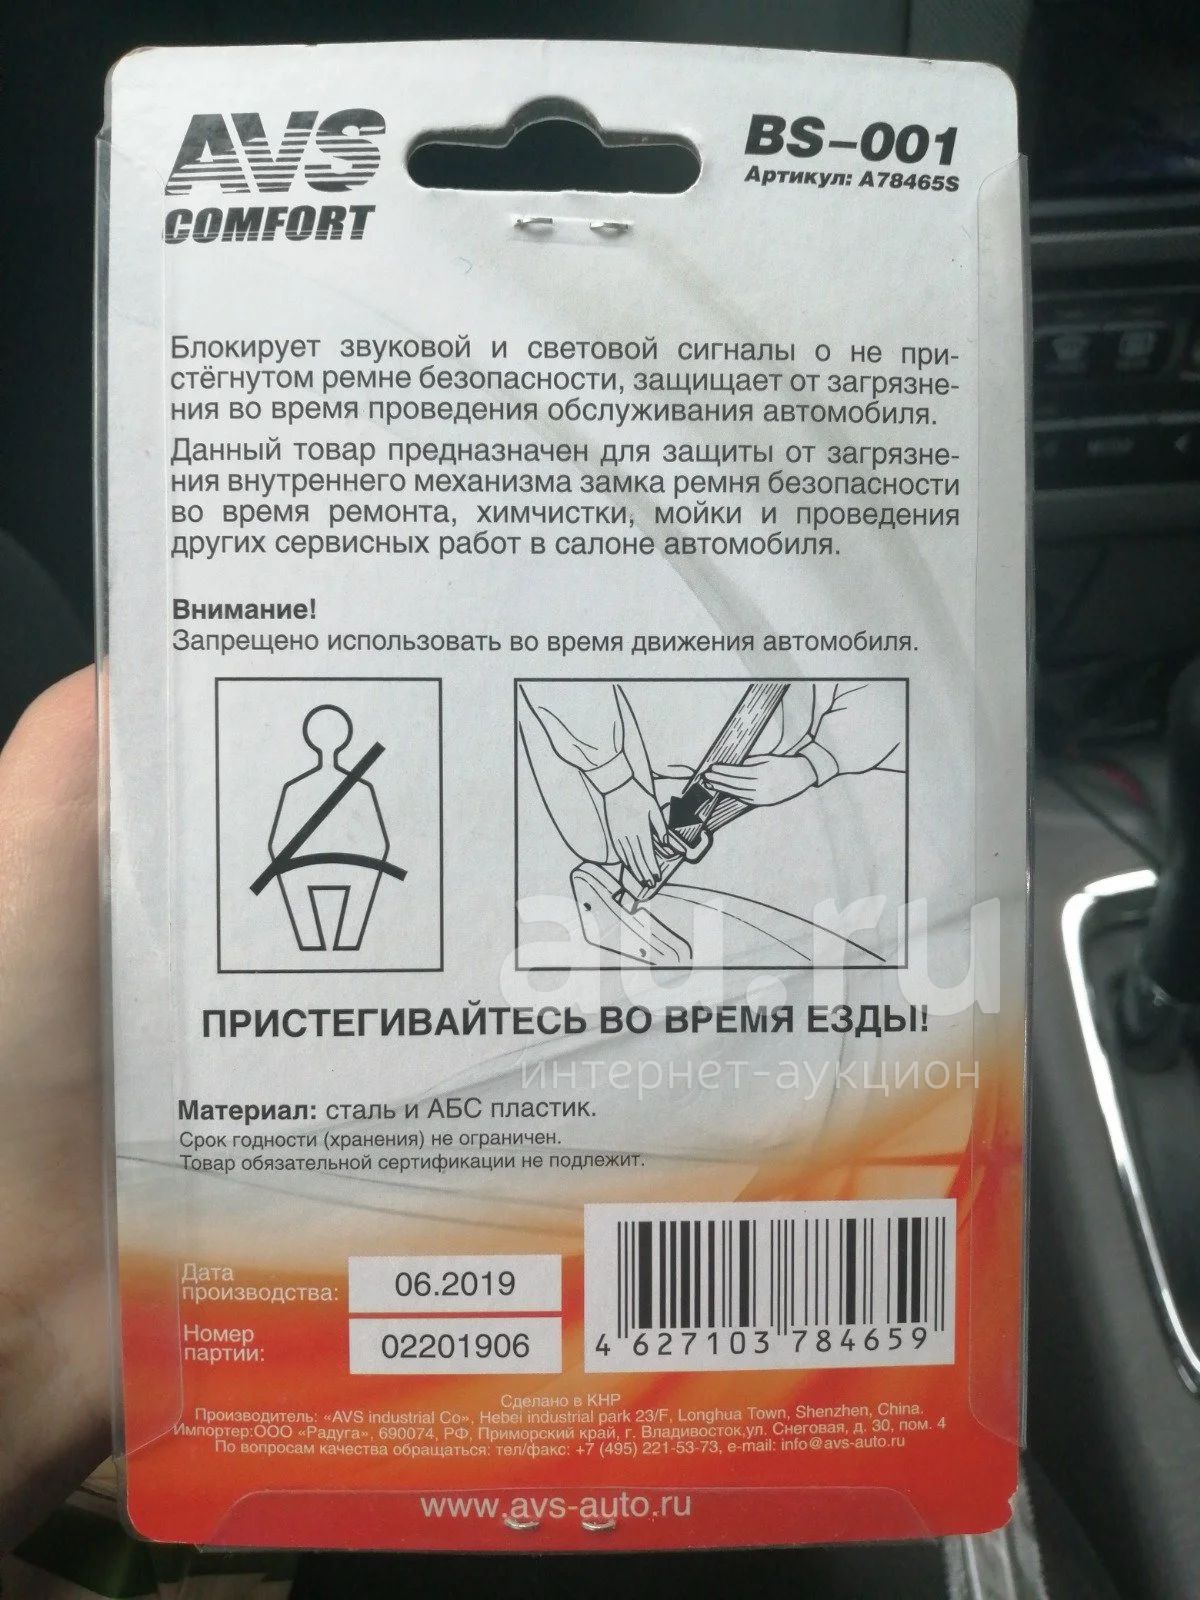 AVS
COMFORT
BS-001
Артикул: A78465S
Блокирует звуковой и световой сигналы о не при-
стёгнутом ремне безопасности, защищает от загрязне-
ния во время проведения обслуживания автомобиля.
Данный товар предназначен для защиты от загрязне-
ния внутреннего механизма замка ремня безопасности
во время ремонта, химчистки, мойки и проведения
других сервисных работ в салоне автомобиля.
Внимание!
Запрещено использовать во время движения автомобиля.
au.ru
интернет-аукцион
ПРИСТЕГИВАЙТЕСЬ ВО ВРЕМЯ ЕЗДЫ!
Материал: сталь и АБС пластик.
Срок годности (хранения) не ограничен.
Товар обязательной сертификации не подлежит.
Дата
производства:
06.2019
Номер
партии:
02201906
4 627103 784659
Сделано в КНР
Производитель: «AVS industrial Co», Hebei industrial park 23/F, Longhua Town, Shenzhen, China.
Импортер:ООО «Радуга», 690074, РФ, Приморский край, г. Владивосток,ул. Снеговая, д. 30, пом. 4
По вопросам качества обращаться: тел/факс: +7 (495) 221-53-73, e-mail: info@avs-auto.ru
www.avs-auto.ru